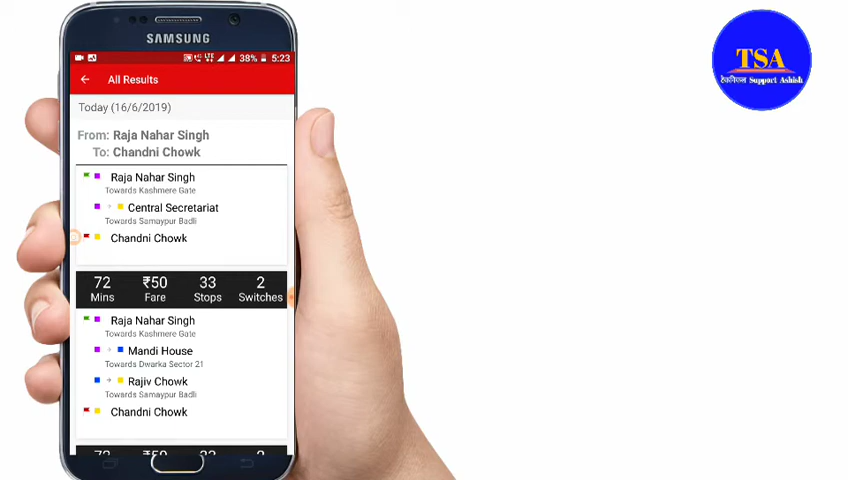 SAMSUNG
LTE 38% 5:23
All Results
Today (16/6/2019)
From: Raja Nahar Singh
To: Chandni Chowk
Raja Nahar Singh
Towards Kashmere Gate
Central Secretariat
Towards Samaypur Badli
Chandni Chowk
72 ₹50 33 2
Mins Fare Stops Switches
Raja Nahar Singh
Towards Kashmere Gate
Mandi House
Towards Dwarka Sector 21
Rajiv Chowk
Towards Samaypur Badli
Chandni Chowk
TSA
Support Ashish